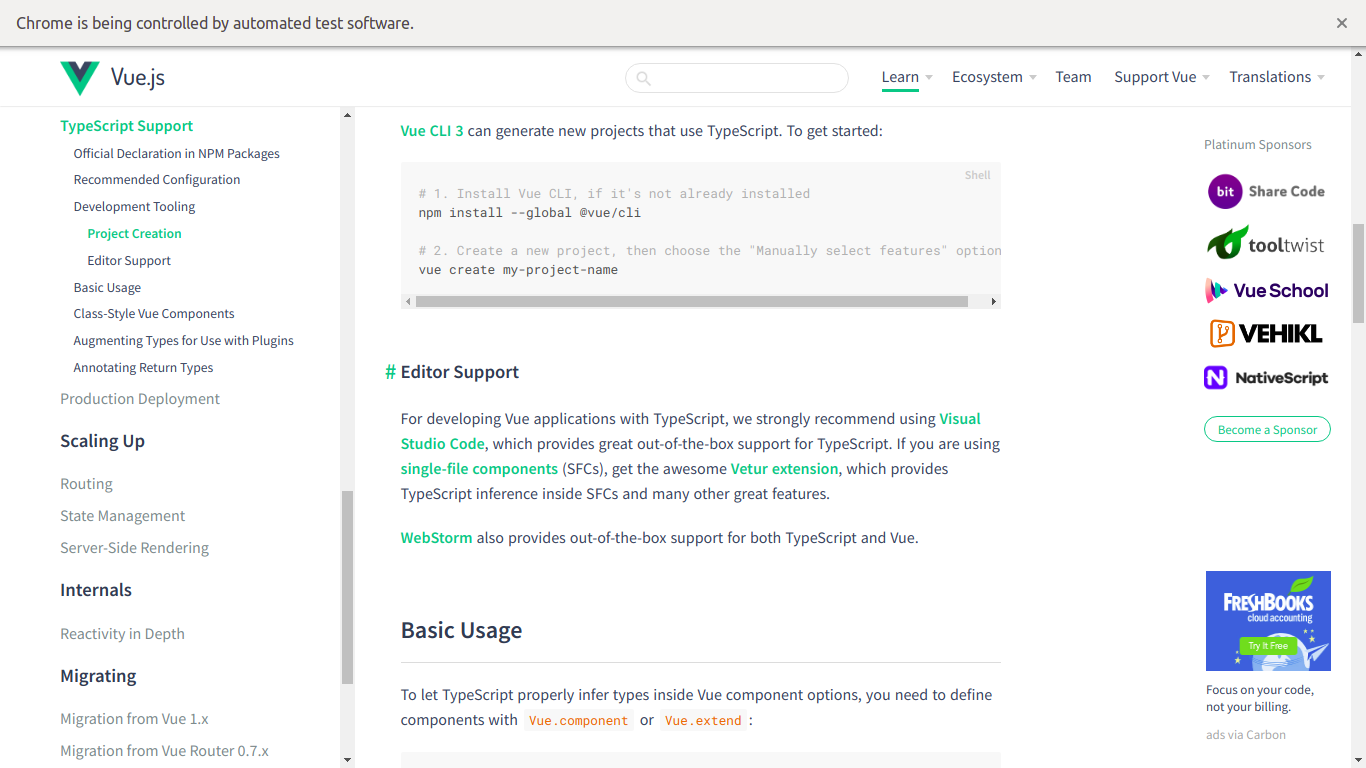 Chrome is being controlled by automated test software.
Vue.js
Learn
Ecosystem
Team
Support Vue
Translations
TypeScript Support
Official Declaration in NPM Packages
Recommended Configuration
Development Tooling
Project Creation
Editor Support
Basic Usage
Class-Style Vue Components
Augmenting Types for Use with Plugins
Annotating Return Types
Production Deployment
Scaling Up
Routing
State Management
Server-Side Rendering
Internals
Reactivity in Depth
Migrating
Migration from Vue 1.x
Migration from Vue Router 0.7.x
Vue CLI 3 can generate new projects that use TypeScript. To get started:
Shell
# 1. Install Vue CLI, if it's not already installed
npm install --global @vue/cli
# 2. Create a new project, then choose the "Manually select features" option
vue create my-project-name
# Editor Support
For developing Vue applications with TypeScript, we strongly recommend using Visual
Studio Code, which provides great out-of-the-box support for TypeScript. If you are using
single-file components (SFCs), get the awesome Vetur extension, which provides
TypeScript inference inside SFCs and many other great features.
WebStorm also provides out-of-the-box support for both TypeScript and Vue.
Basic Usage
To let TypeScript properly infer types inside Vue component options, you need to define
components with Vue.component or Vue.extend :
Platinum Sponsors
bit Share Code
tooltwist
Vue School
VEHIKL
NativeScript
Become a Sponsor
FRESHBOOKS
cloud accounting
Try It Free
Focus on your code,
not your billing.
ads via Carbon